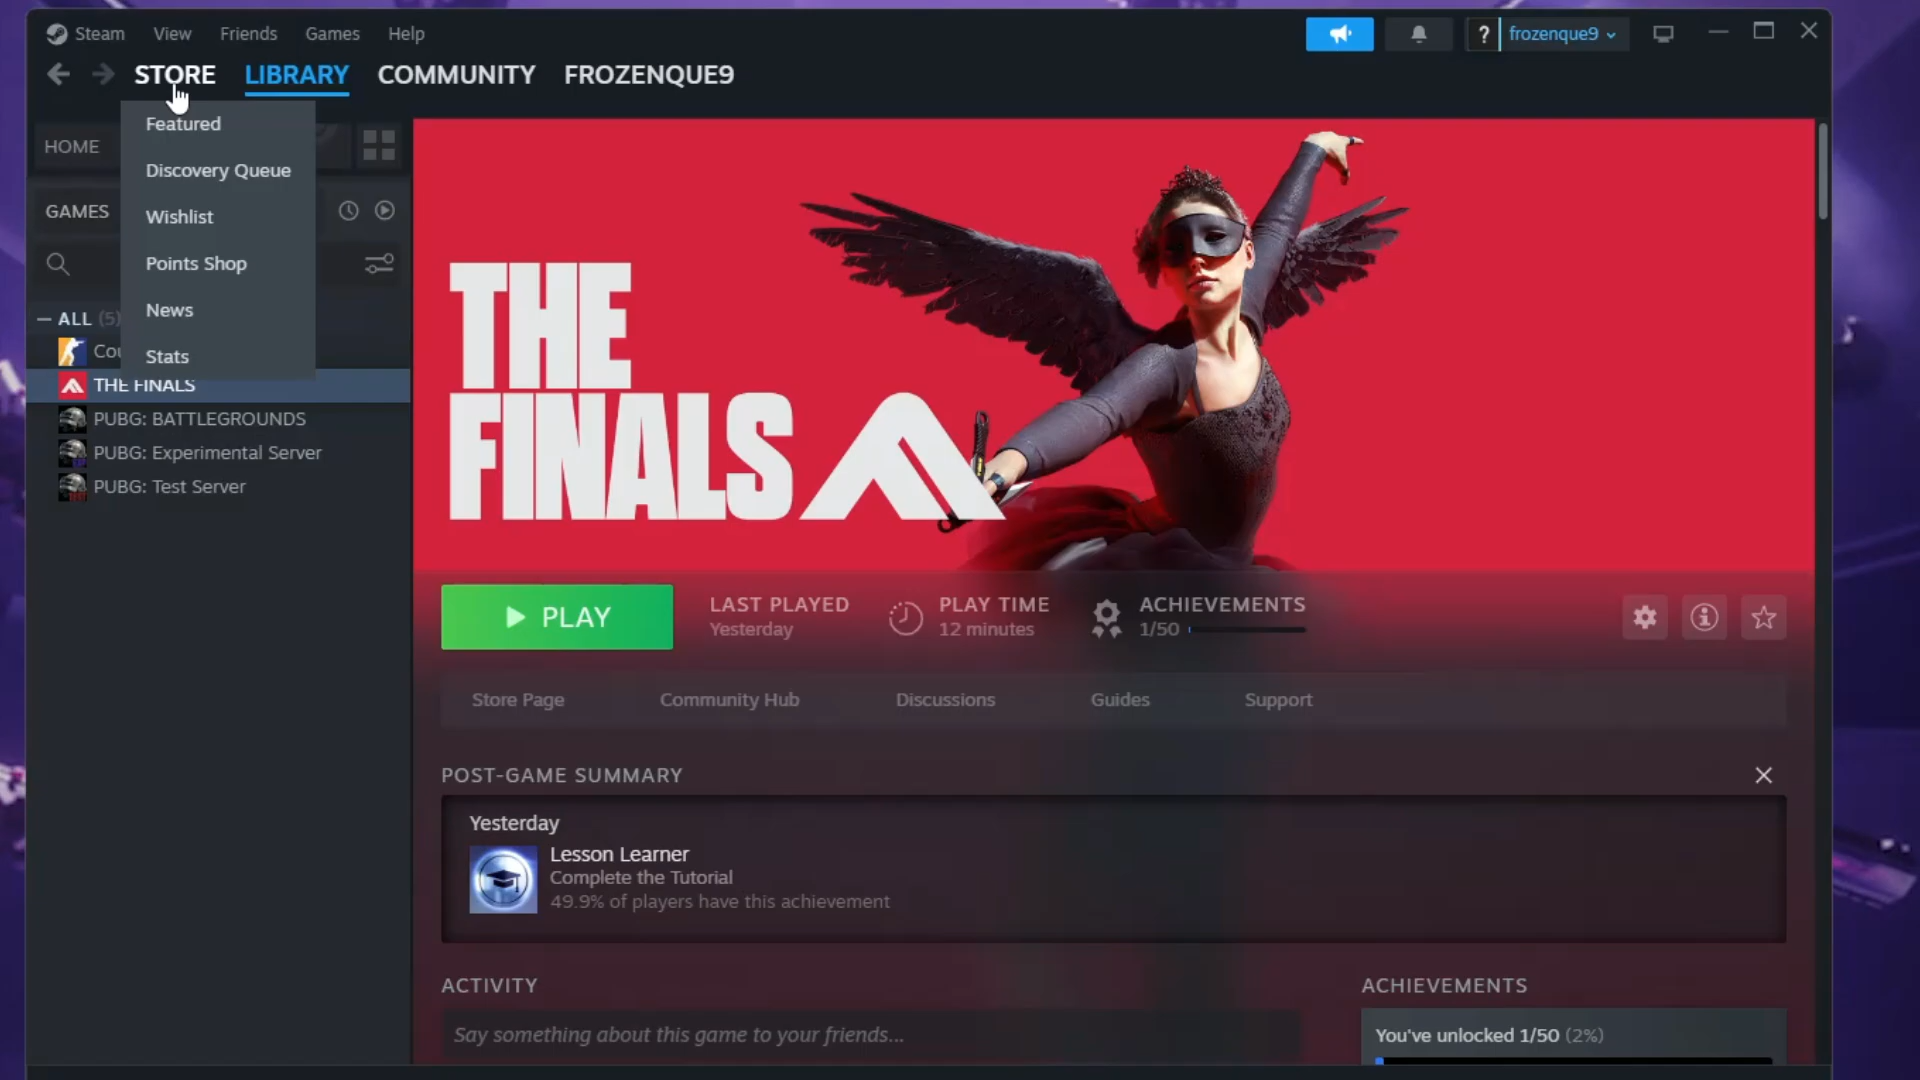 Steam View Friends Games Help
? frozenque9
STORE LIBRARY COMMUNITY FROZENQUE9
Featured
Discovery Queue
Wishlist
Points Shop
News
Stats
HOME
GAMES
ALL (5)
Cou
THE FINALS
PUBG: BATTLEGROUNDS
PUBG: Experimental Server
PUBG: Test Server
THE
FINALS
PLAY
LAST PLAYED
Yesterday
PLAY TIME
12 minutes
ACHIEVEMENTS
1/50
Store Page Community Hub Discussions Guides Support
POST-GAME SUMMARY
Yesterday
Lesson Learner
Complete the Tutorial
49.9% of players have this achievement
ACTIVITY
Say something about this game to your friends...
ACHIEVEMENTS
You've unlocked 1/50 (2%)